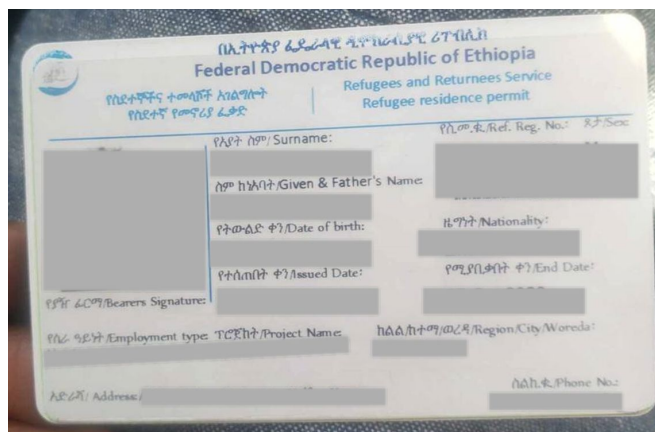 በኢትዮጵያ ፌዴራላዊ ዲሞክራሲያዊ ሪፐብሊክ
Federal Democratic Republic of Ethiopia
የስደተኞችና ተመላሾች አገልግሎት
Refugees and Returnees Service
የስደተኛ የመኖሪያ ፈቃድ
Refugee residence permit
የአያት ስም/Surname:
የሲ.መ.ቁ/Ref. Reg. No.: ጾታ/Sex:
ስም ከነአባት/Given & Father's Name:
የትውልድ ቀን/Date of birth:
ዜግነት/Nationality:
የተሰጠበት ቀን/Issued Date:
የሚያበቃበት ቀን/End Date:
የያዥ ፊርማ/Bearers Signature:
የስራ ዓይነት/Employment type: ፕሮጀክት/Project Name:
ክልል/ከተማ/ወረዳ/Region/City/Woreda:
አድራሻ/ Address:
ስልክ.ቁ/Phone No.: